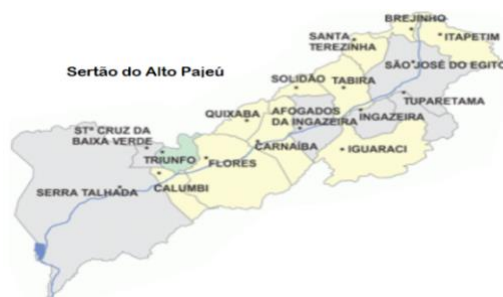 BREJINHO
SANTA
TEREZINHA
ITAPETIM
Sertão do Alto Pajeú
SÃO JOSÉ DO EGITO
SOLIDÃO
TABIRA
QUIXABA
AFOGADOS
DA INGAZEIRA
TUPARETAMA
INGAZEIRA
STª CRUZ DA
BAIXA VERDE
TRIUNFO
FLORES
CARNAÍBA
IGUARACI
SERRA TALHADA
CALUMBI